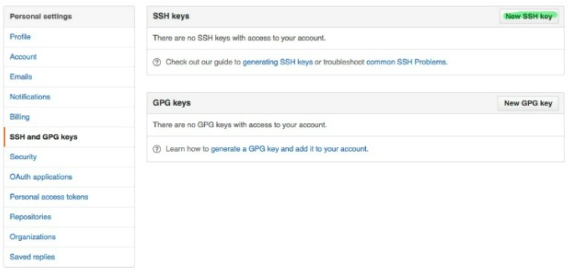 Personal settings
Profile
Account
Emails
Notifications
Billing
SSH and GPG keys
Security
OAuth applications
Personal access tokens
Repositories
Organizations
Saved replies
SSH keys
New SSH key
There are no SSH keys with access to your account.
Check out our guide to generating SSH keys or troubleshoot common SSH Problems.
GPG keys
New GPG key
There are no GPG keys with access to your account.
Learn how to generate a GPG key and add it to your account.